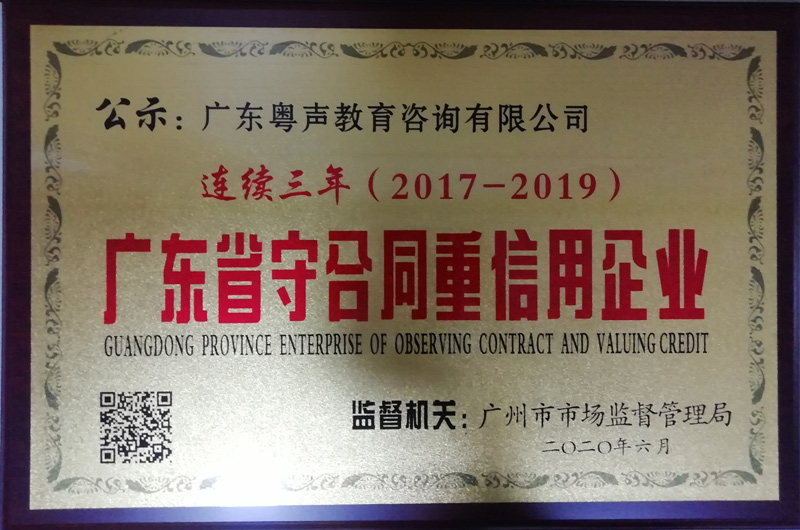 公示：广东粤声教育咨询有限公司
连续三年（2017-2019）
广东省守合同重信用企业
GUANGDONG PROVINCE ENTERPRISE OF OBSERVING CONTRACT AND VALUING CREDIT
监督机关：广州市市场监督管理局
二〇二〇年六月